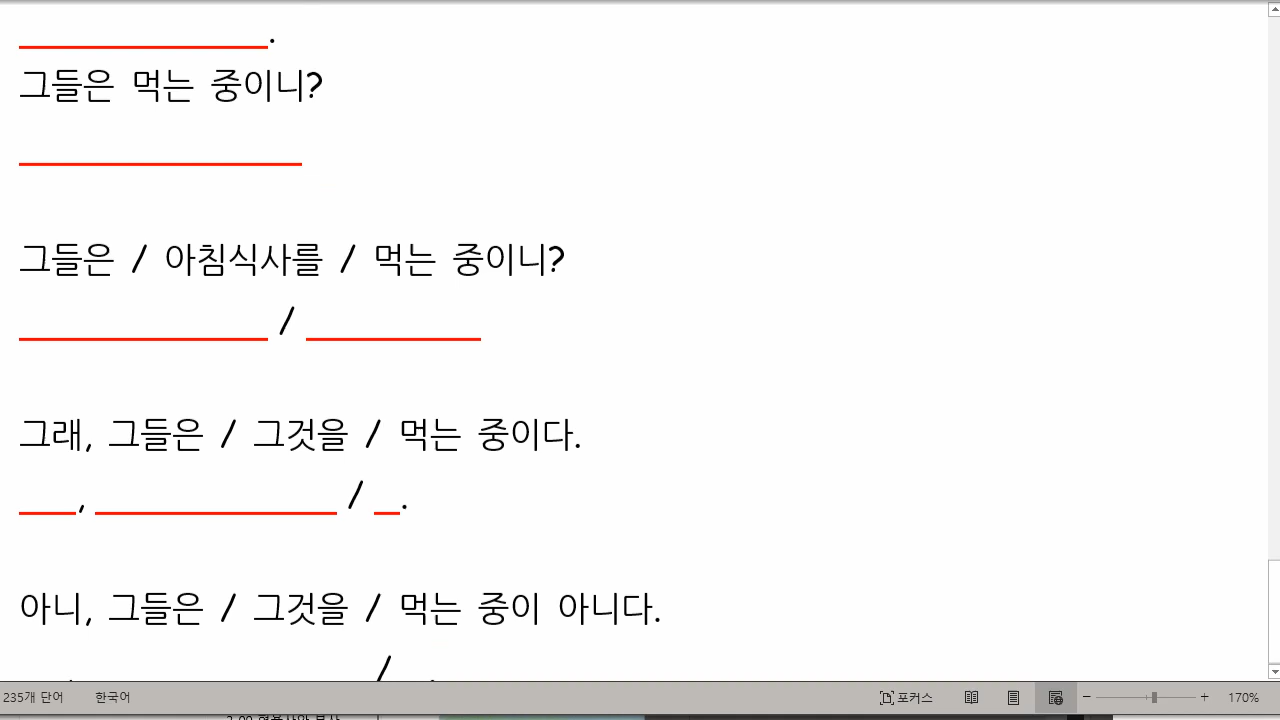 .
그들은 먹는 중이니?
그들은 / 아침식사를 / 먹는 중이니?
/
그래, 그들은 / 그것을 / 먹는 중이다.
, / .
아니, 그들은 / 그것을 / 먹는 중이 아니다.
/
235개 단어 한국어 포커스 170%